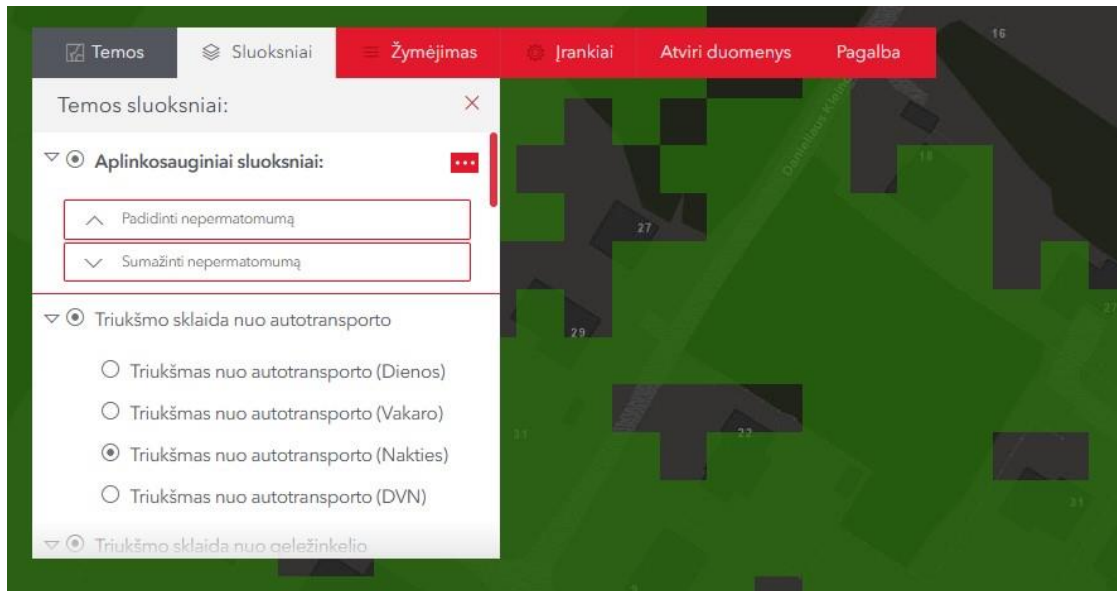 Temos
Sluoksniai
Žymėjimas
Įrankiai
Atviri duomenys
Pagalba
Temos sluoksniai:
Aplinkosauginiai sluoksniai:
Padidinti nepermatomumą
Sumažinti nepermatomumą
Triukšmo sklaida nuo autotransporto
Triukšmas nuo autotransporto (Dienos)
Triukšmas nuo autotransporto (Vakaro)
Triukšmas nuo autotransporto (Nakties)
Triukšmas nuo autotransporto (DVN)
Triukšmo sklaida nuo geležinkelio
16
18
27
29
31
22
31